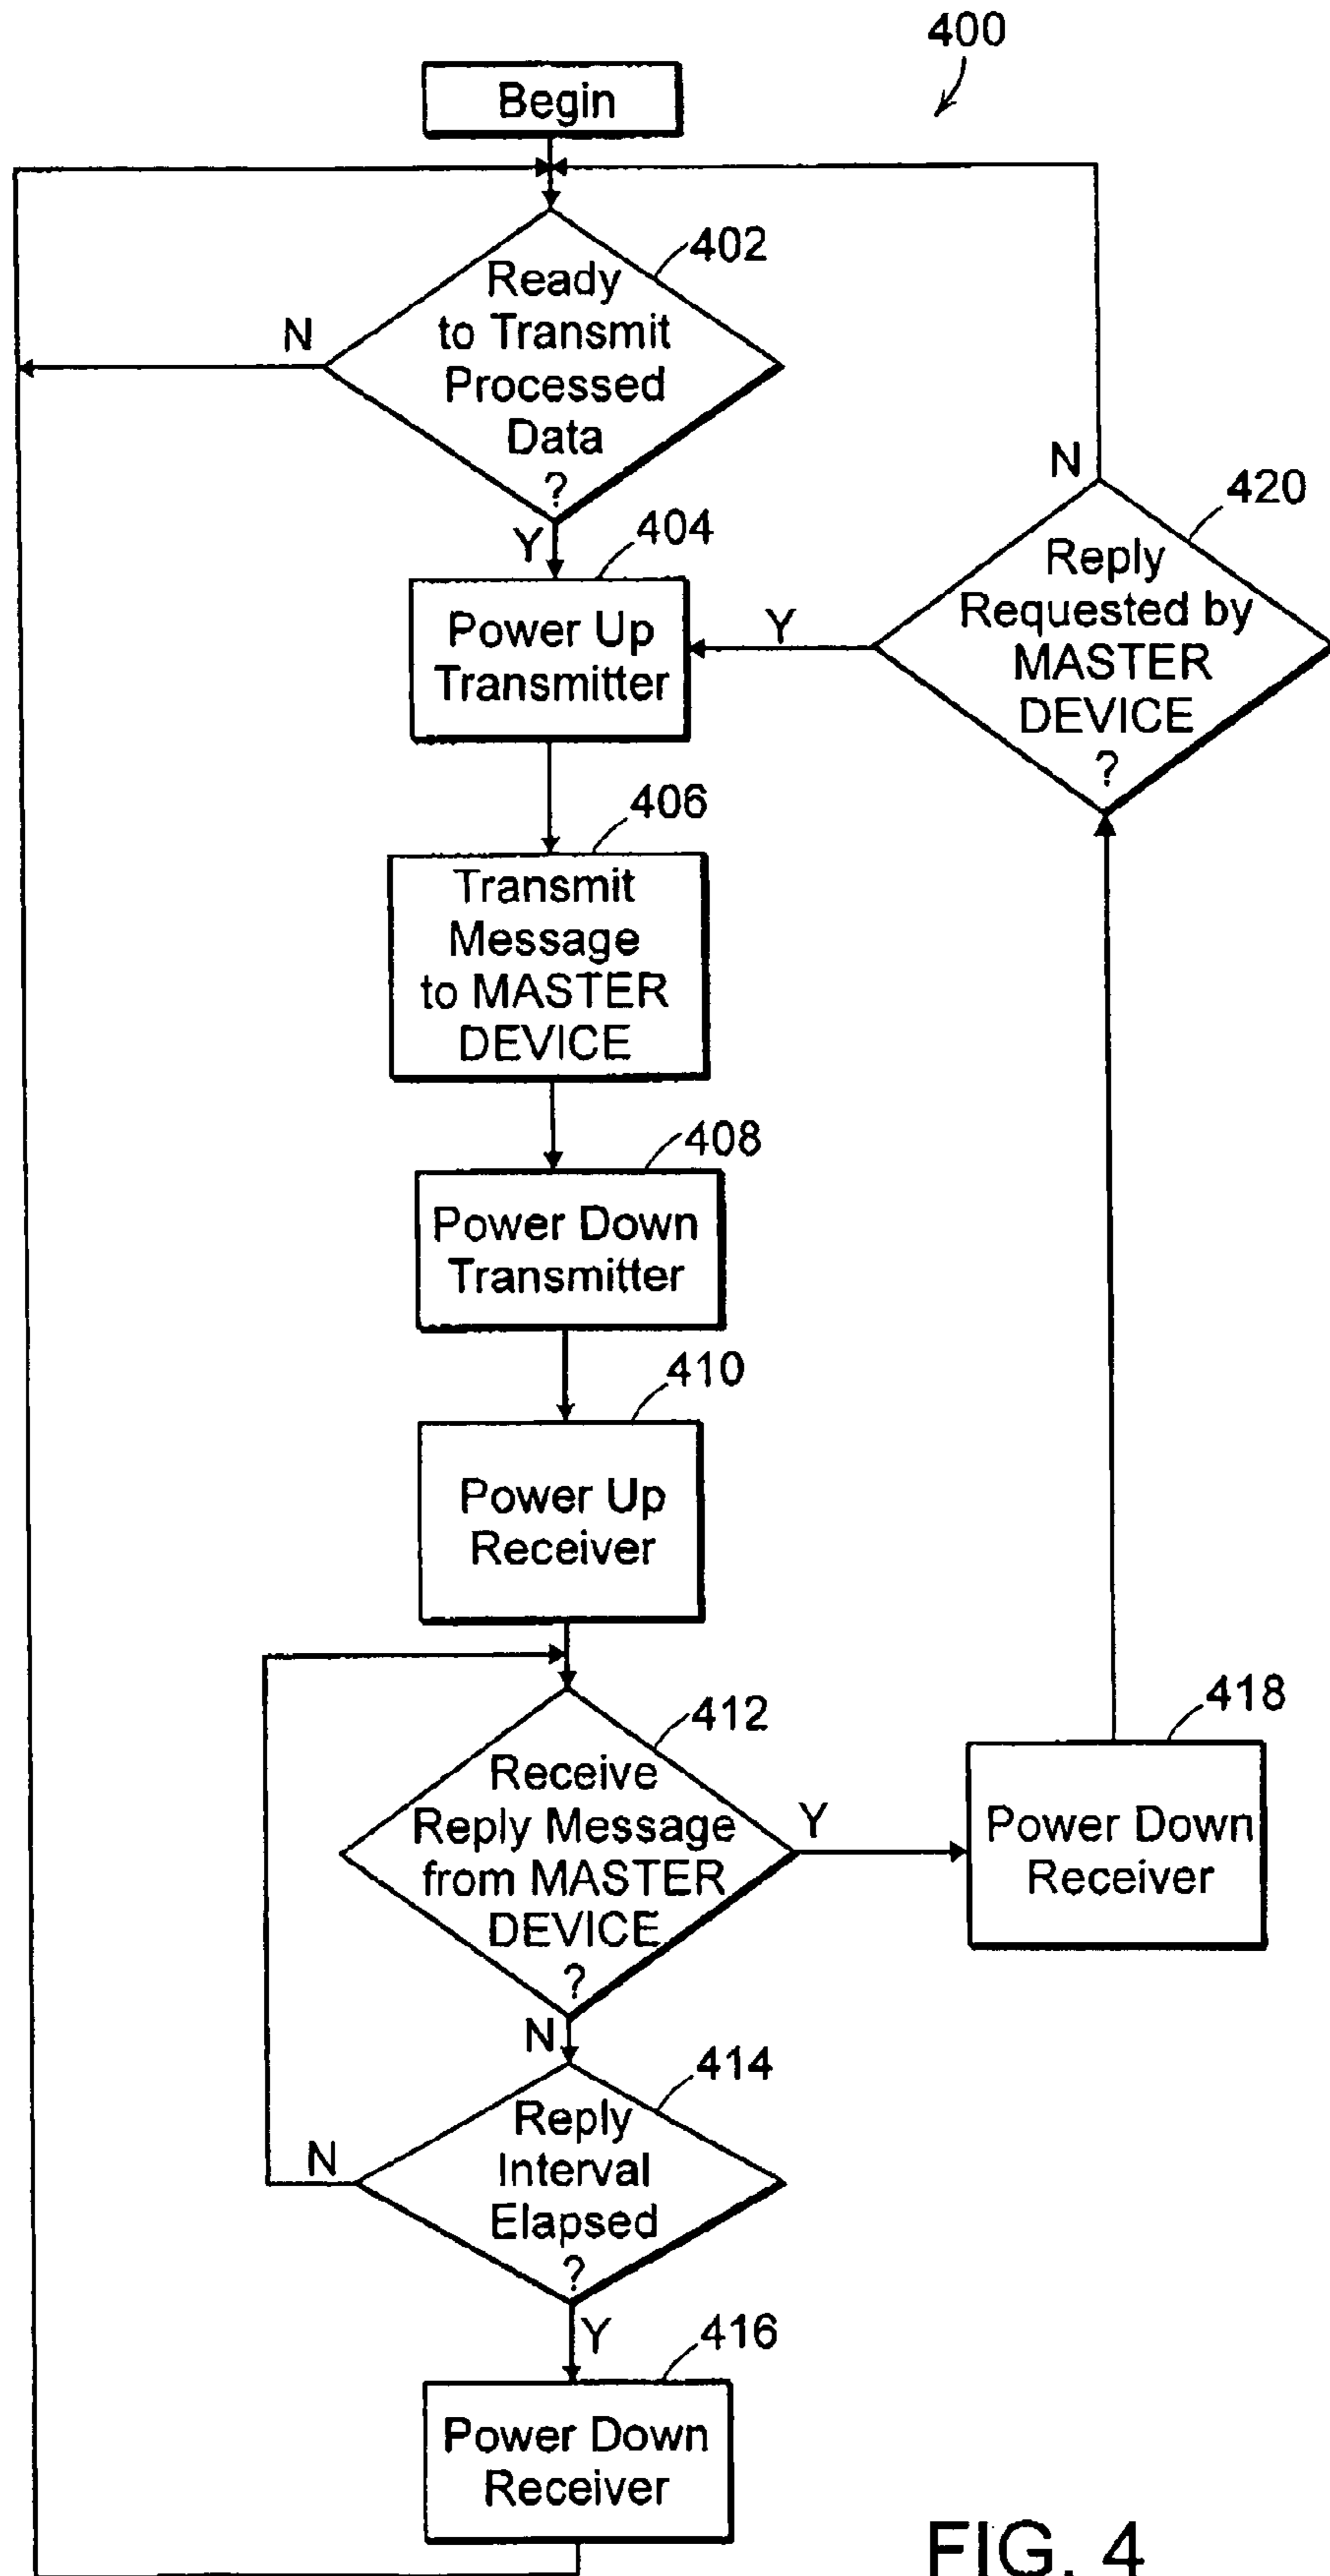 400
Begin
402
Ready
to Transmit
Processed
Data
?
N
Y
404
Power Up
Transmitter
N
420
Reply
Requested by
MASTER
DEVICE
?
Y
406
Transmit
Message
to MASTER
DEVICE
408
Power Down
Transmitter
410
Power Up
Receiver
412
Receive
Reply Message
from MASTER
DEVICE
?
Y
418
Power Down
Receiver
N
414
Reply
Interval
Elapsed
?
N
Y
416
Power Down
Receiver
FIG. 4